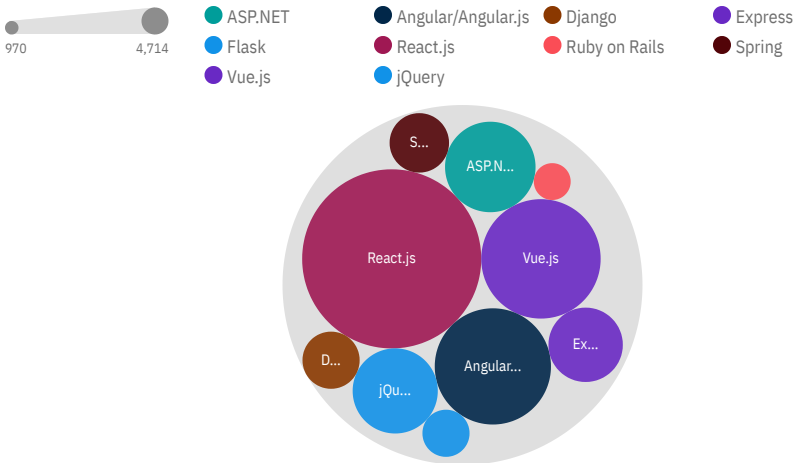 970 4,714
ASP.NET Angular/Angular.js Django Express
Flask React.js Ruby on Rails Spring
Vue.js jQuery
S...
ASP.N...
React.js
Vue.js
Ex...
D...
Angular...
jQu...